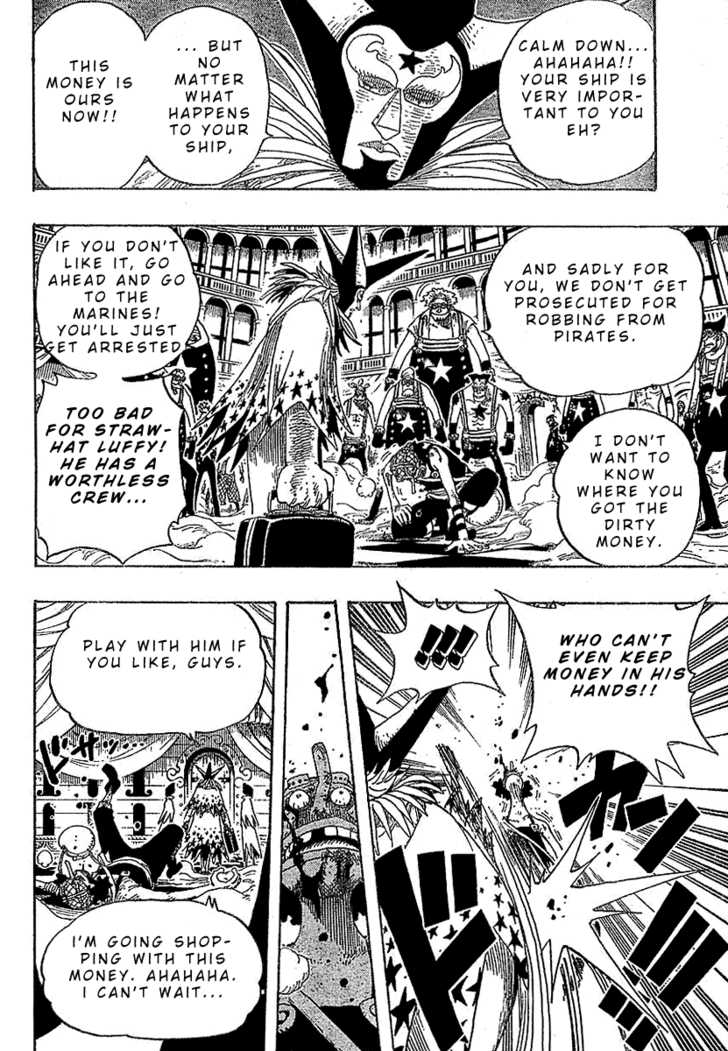 CALM DOWN...
AHAHAHA!!
YOUR SHIP IS
VERY IMPOR-
TANT TO YOU
EH?
... BUT
NO
MATTER
WHAT
HAPPENS
TO YOUR
SHIP,
THIS
MONEY IS
OURS
NOW!!
AND SADLY FOR
YOU, WE DON'T GET
PROSECUTED FOR
ROBBING FROM
PIRATES.
I DON'T
WANT TO
KNOW
WHERE YOU
GOT THE
DIRTY
MONEY.
IF YOU DON'T
LIKE IT, GO
AHEAD AND GO
TO THE
MARINES!
YOU'LL JUST
GET ARRESTED
TOO BAD
FOR STRAW-
HAT LUFFY!
HE HAS A
WORTHLESS
CREW...
WHO CAN'T
EVEN KEEP
MONEY IN HIS
HANDS!!
!!!
ドン
PLAY WITH HIM IF
YOU LIKE, GUYS.
ドサッ…
I'M GOING SHOP-
PING WITH THIS
MONEY. AHAHAHA.
I CAN'T WAIT...